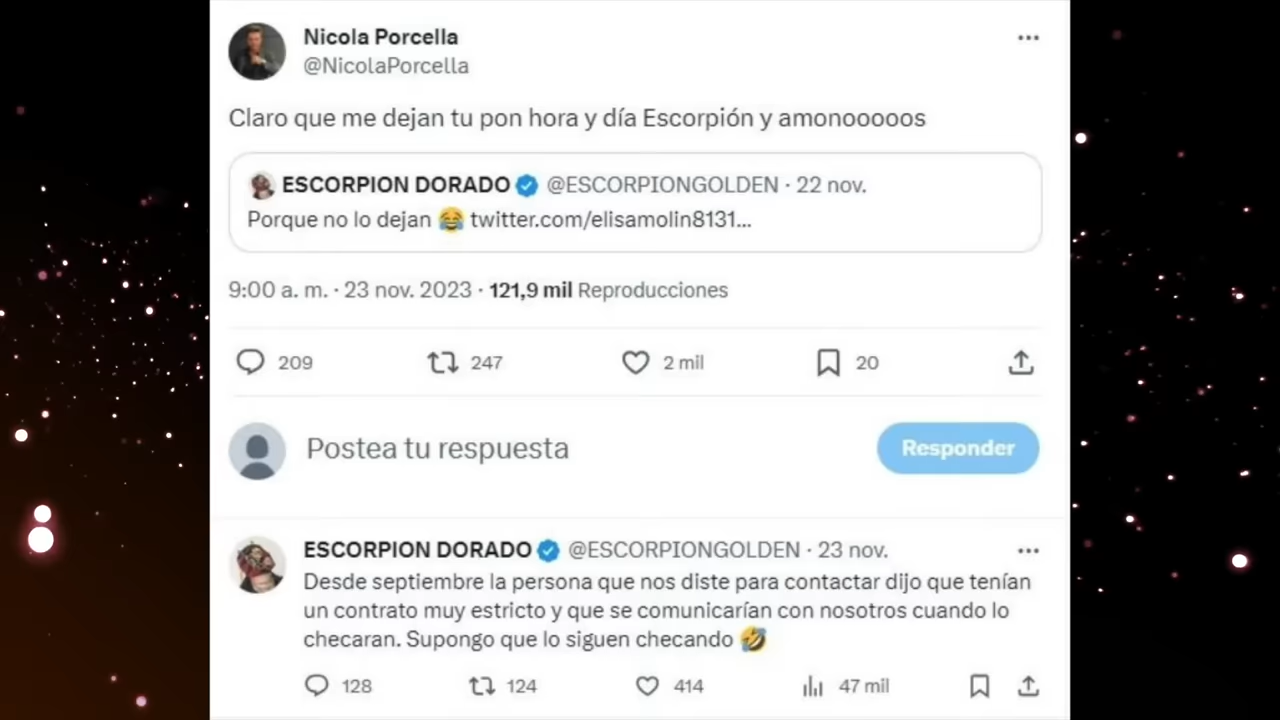 Nicola Porcella
@NicolaPorcella
Claro que me dejan tu pon hora y día Escorpión y amonooooos
ESCORPION DORADO @ESCORPIONGOLDEN · 22 nov.
Porque no lo dejan 😂 twitter.com/elisamolin8131...
9:00 a. m. · 23 nov. 2023 · 121,9 mil Reproducciones
209 247 2 mil 20
Postea tu respuesta
Responder
ESCORPION DORADO @ESCORPIONGOLDEN · 23 nov.
Desde septiembre la persona que nos diste para contactar dijo que tenían
un contrato muy estricto y que se comunicarían con nosotros cuando lo
checaran. Supongo que lo siguen checando 🤣
128 124 414 47 mil